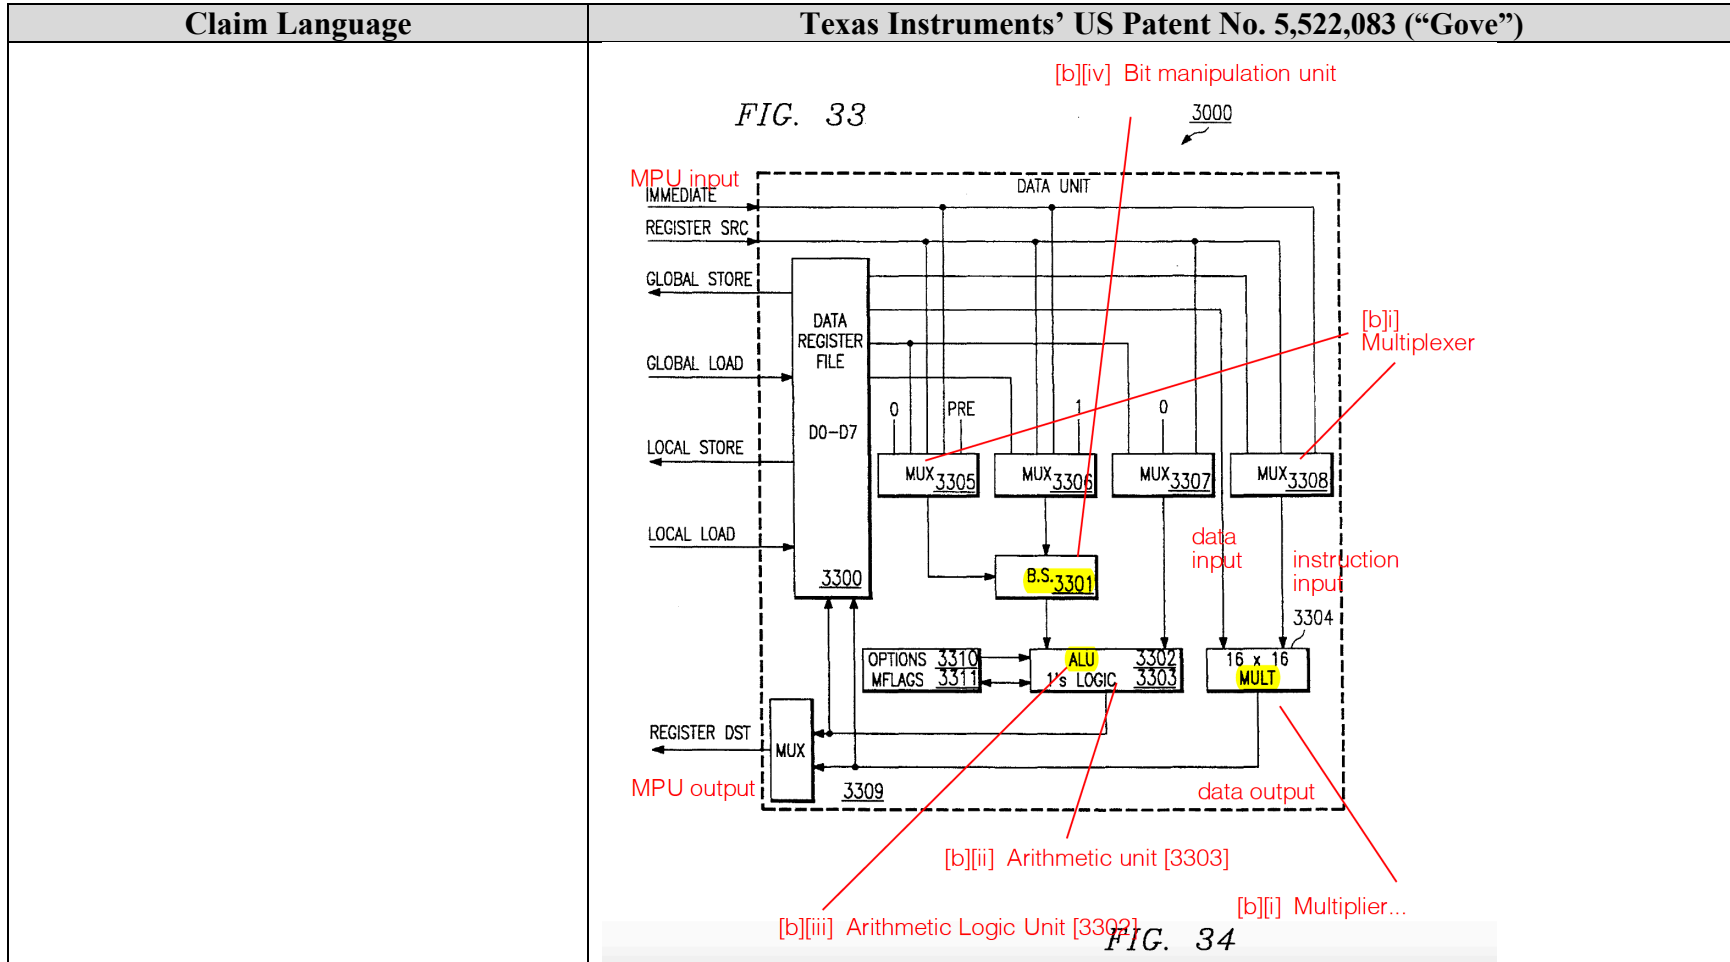 Claim Language
Texas Instruments’ US Patent No. 5,522,083 (“Gove”)
[b][iv] Bit manipulation unit
FIG. 33
3000
MPU input
DATA UNIT
IMMEDIATE
REGISTER SRC
GLOBAL STORE
DATA
REGISTER
FILE
[b]i]
Multiplexer
GLOBAL LOAD
0
PRE
1
0
D0–D7
LOCAL STORE
MUX 3305
MUX 3306
MUX 3307
MUX 3308
LOCAL LOAD
data
input
instruction
input
3300
B.S. 3301
3304
OPTIONS 3310
MFLAGS 3311
ALU 3302
1's LOGIC 3303
16 x 16
MULT
REGISTER DST
MUX
MPU output
3309
data output
[b][ii] Arithmetic unit [3303]
[b][i] Multiplier...
[b][iii] Arithmetic Logic Unit [3302]
FIG. 34